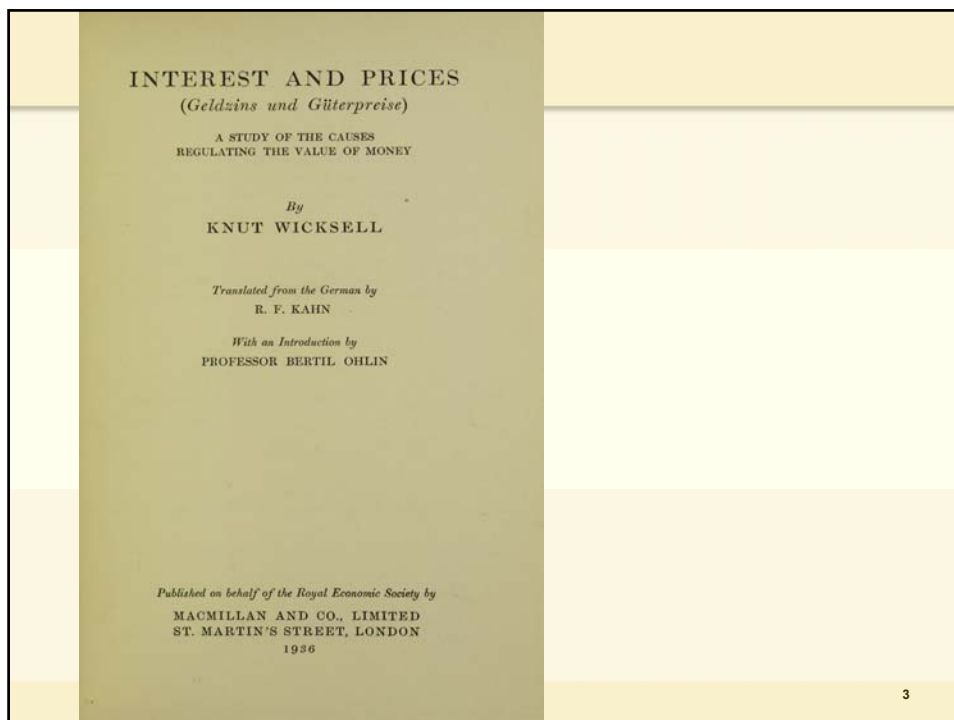 INTEREST AND PRICES
(Geldzins und Güterpreise)
A STUDY OF THE CAUSES
REGULATING THE VALUE OF MONEY
By
KNUT WICKSELL
Translated from the German by
R. F. KAHN
With an Introduction by
PROFESSOR BERTIL OHLIN
Published on behalf of the Royal Economic Society by
MACMILLAN AND CO., LIMITED
ST. MARTIN'S STREET, LONDON
1936
3